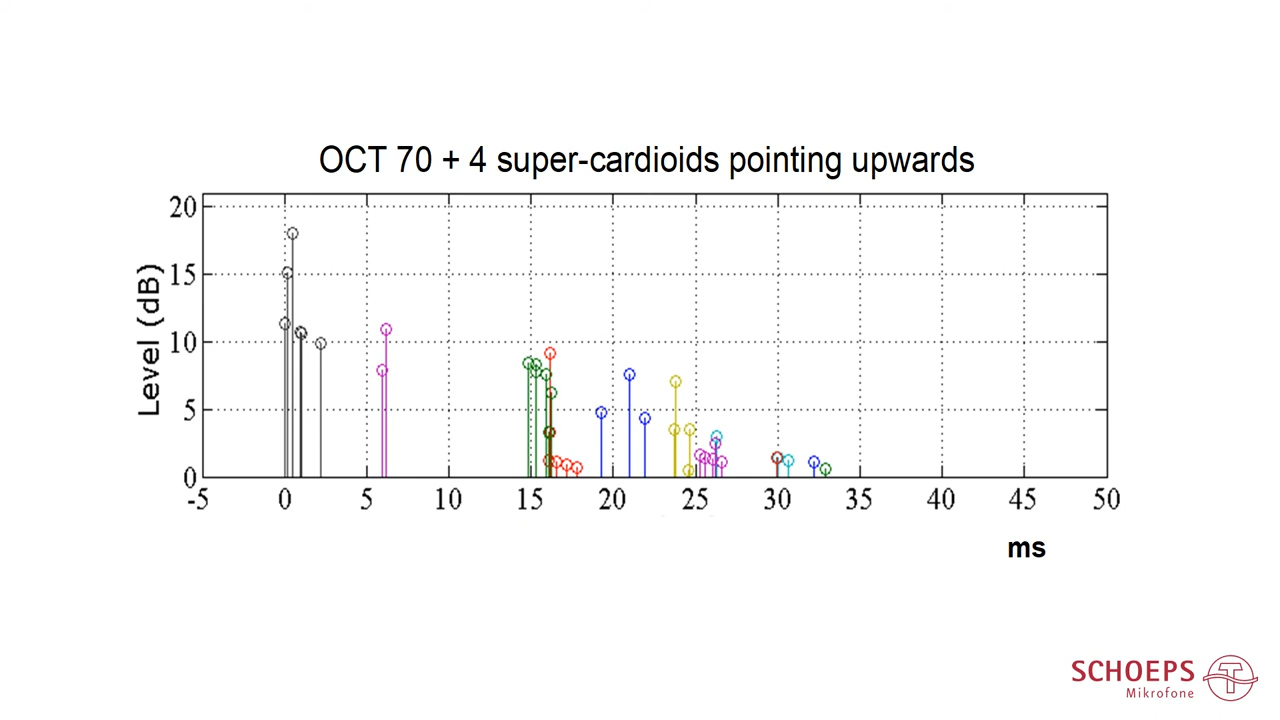 OCT 70 + 4 super-cardioids pointing upwards
Level (dB)
20
15
10
5
0
-5 0 5 10 15 20 25 30 35 40 45 50
ms
SCHOEPS
Mikrofone